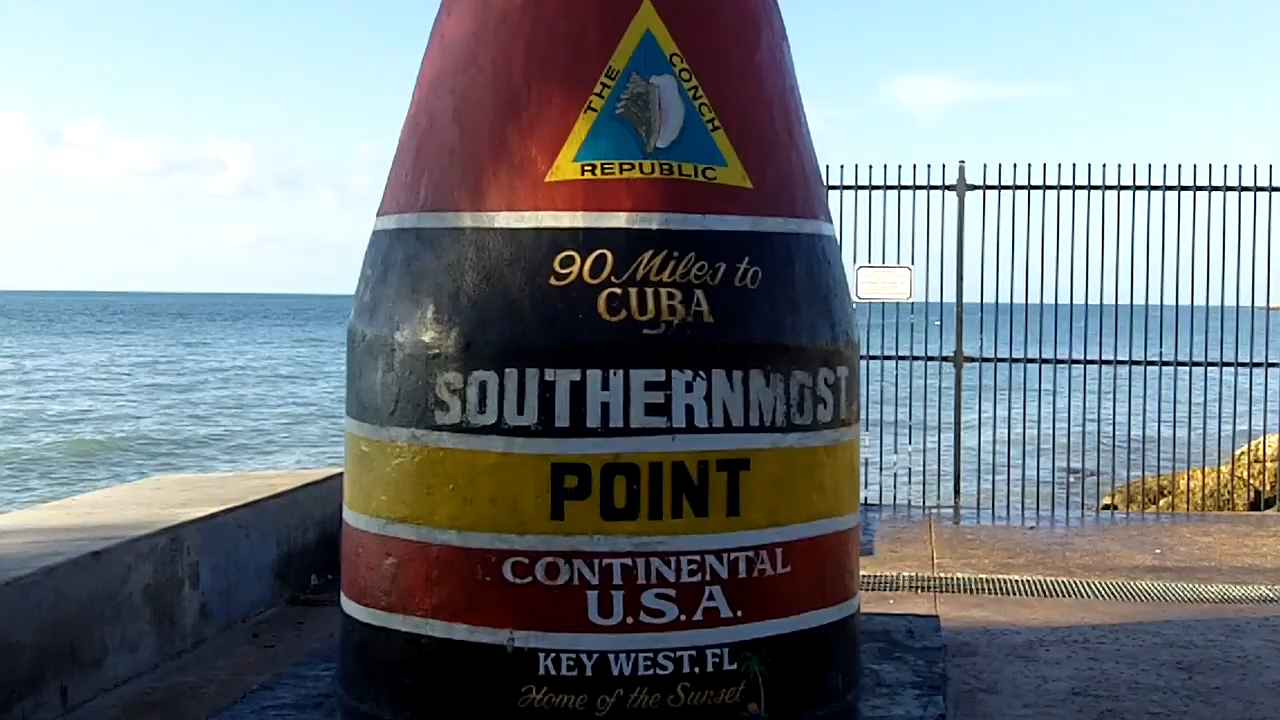 THE CONCH
REPUBLIC
90 Miles to
CUBA
SOUTHERNMOST
POINT
CONTINENTAL
U.S.A.
KEY WEST, FL
Home of the Sunset